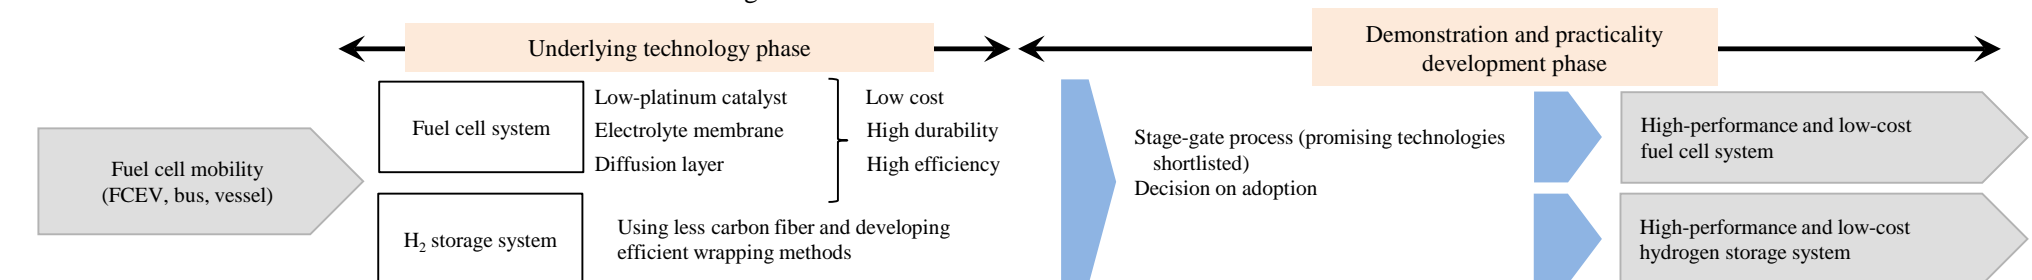 Underlying technology phase
Demonstration and practicality
development phase
Fuel cell mobility
(FCEV, bus, vessel)
Fuel cell system
Low-platinum catalyst
Electrolyte membrane
Diffusion layer
Low cost
High durability
High efficiency
H₂ storage system
Using less carbon fiber and developing
efficient wrapping methods
Stage-gate process (promising technologies
shortlisted)
Decision on adoption
High-performance and low-cost
fuel cell system
High-performance and low-cost
hydrogen storage system